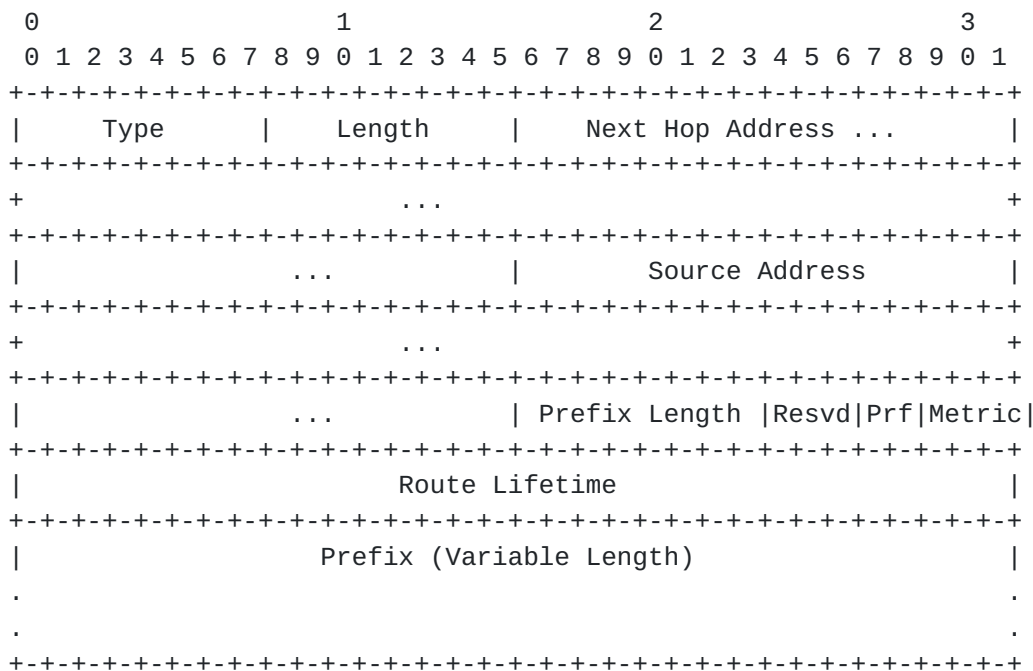 0                   1                   2                   3
 0 1 2 3 4 5 6 7 8 9 0 1 2 3 4 5 6 7 8 9 0 1 2 3 4 5 6 7 8 9 0 1
+-+-+-+-+-+-+-+-+-+-+-+-+-+-+-+-+-+-+-+-+-+-+-+-+-+-+-+-+-+-+-+-+
|     Type      |    Length     |    Next Hop Address ...       |
+-+-+-+-+-+-+-+-+-+-+-+-+-+-+-+-+-+-+-+-+-+-+-+-+-+-+-+-+-+-+-+-+
+                        ...                                    +
+-+-+-+-+-+-+-+-+-+-+-+-+-+-+-+-+-+-+-+-+-+-+-+-+-+-+-+-+-+-+-+-+
|                 ...           |        Source Address         |
+-+-+-+-+-+-+-+-+-+-+-+-+-+-+-+-+-+-+-+-+-+-+-+-+-+-+-+-+-+-+-+-+
+                        ...                                    +
+-+-+-+-+-+-+-+-+-+-+-+-+-+-+-+-+-+-+-+-+-+-+-+-+-+-+-+-+-+-+-+-+
|                 ...           | Prefix Length |Resvd|Prf|Metric|
+-+-+-+-+-+-+-+-+-+-+-+-+-+-+-+-+-+-+-+-+-+-+-+-+-+-+-+-+-+-+-+-+
|                        Route Lifetime                         |
+-+-+-+-+-+-+-+-+-+-+-+-+-+-+-+-+-+-+-+-+-+-+-+-+-+-+-+-+-+-+-+-+
|                   Prefix (Variable Length)                    |
.                                                               .
.                                                               .
+-+-+-+-+-+-+-+-+-+-+-+-+-+-+-+-+-+-+-+-+-+-+-+-+-+-+-+-+-+-+-+-+